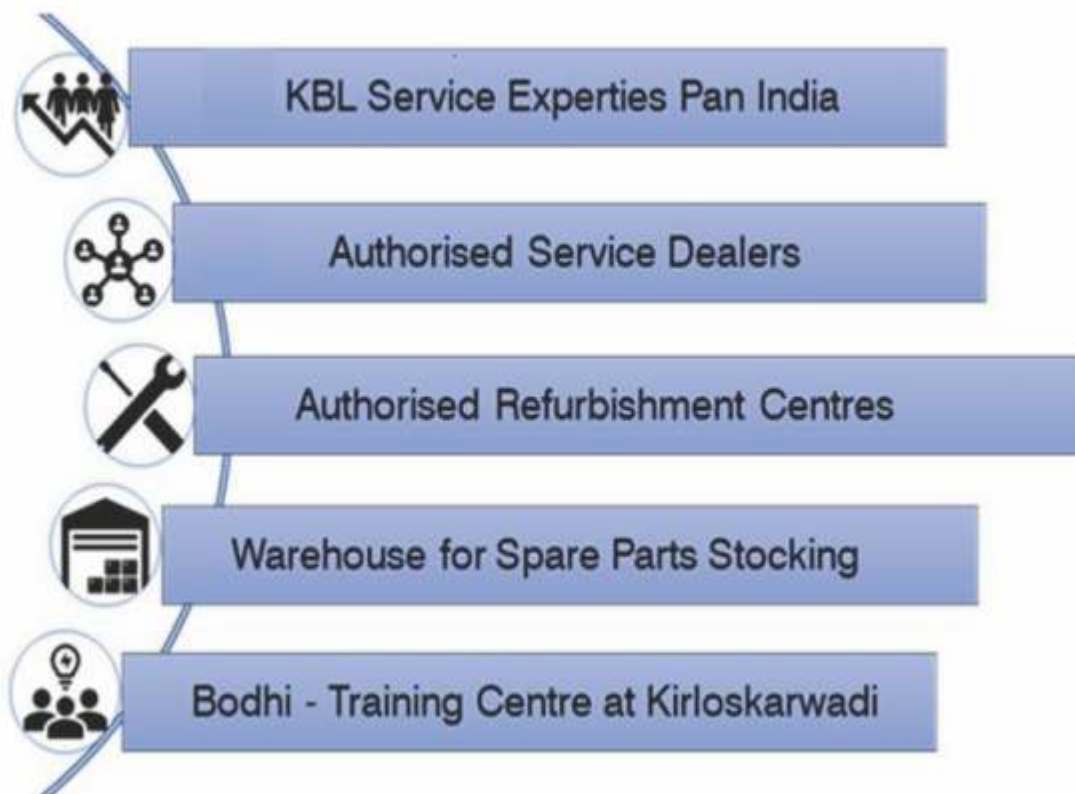 KBL Service Experties Pan India
Authorised Service Dealers
Authorised Refurbishment Centres
Warehouse for Spare Parts Stocking
Bodhi - Training Centre at Kirloskarwadi